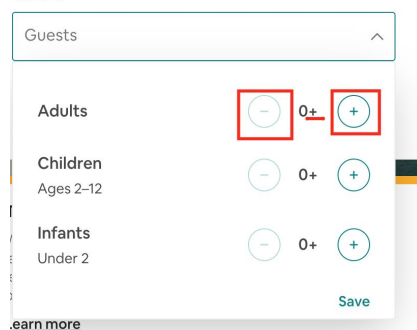 Guests
Adults − 0+ +
Children − 0+ +
Ages 2–12
Infants − 0+ +
Under 2
Save
earn more